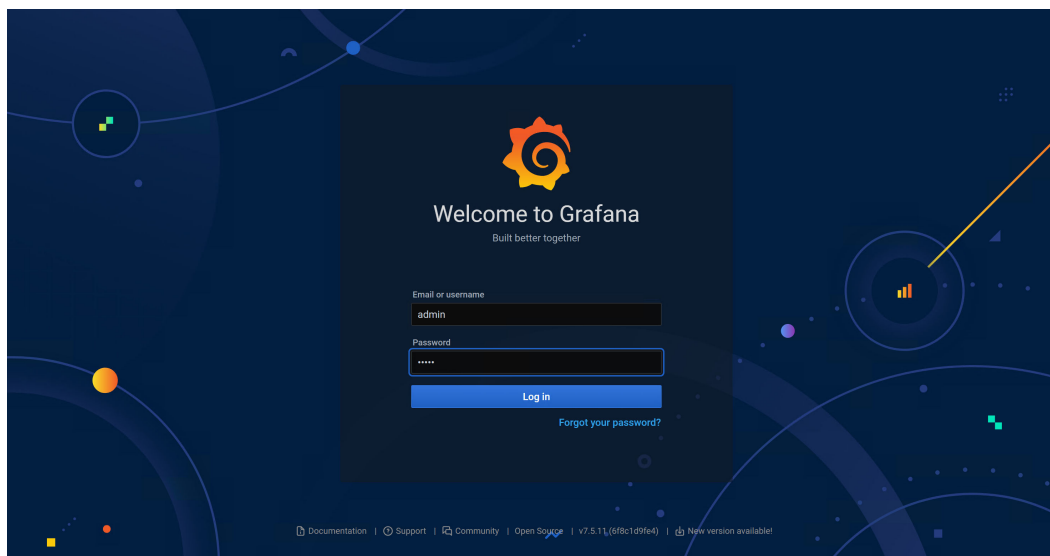 Welcome to Grafana
Built better together
Email or username
admin
Password
•••••
Log in
Forgot your password?
Documentation | Support | Community | Open Source | v7.5.11 (6f8c1d9fe4) | New version available!